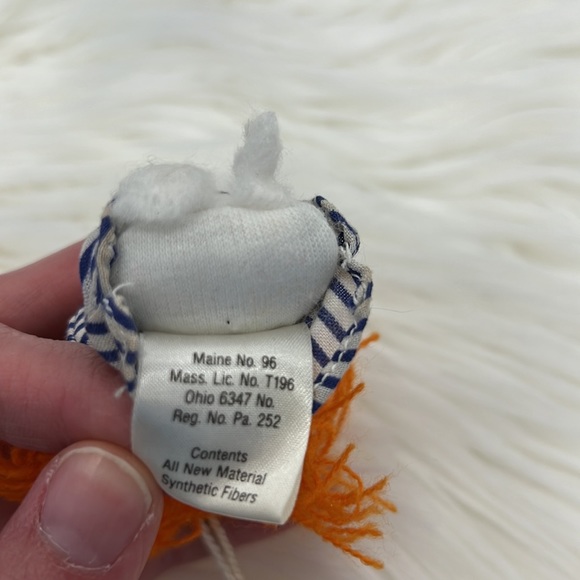 Maine No. 96
Mass. Lic. No. T196
Ohio 6347 No.
Reg. No. Pa. 252
Contents
All New Material
Synthetic Fibers